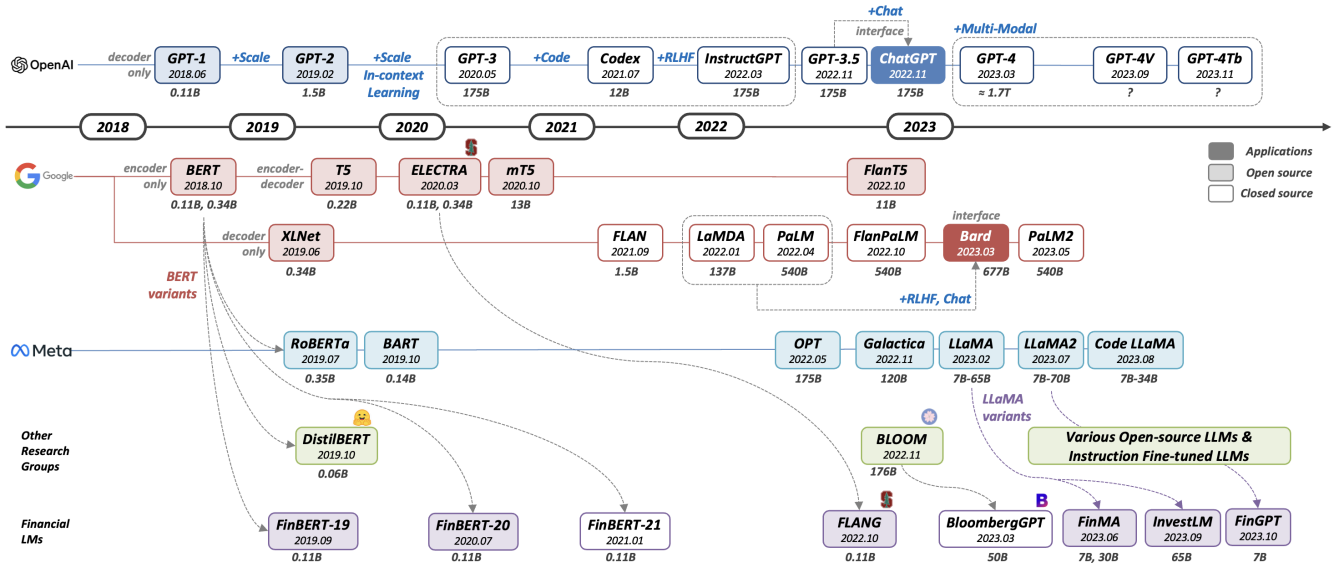 +Chat
interface
+Multi-Modal
OpenAI
decoder
only
GPT-1
2018.06
0.11B
+Scale
GPT-2
2019.02
1.5B
+Scale
In-context
Learning
GPT-3
2020.05
175B
+Code
Codex
2021.07
12B
+RLHF
InstructGPT
2022.03
175B
GPT-3.5
2022.11
175B
ChatGPT
2022.11
175B
GPT-4
2023.03
≈ 1.7T
GPT-4V
2023.09
?
GPT-4Tb
2023.11
?
2018
2019
2020
2021
2022
2023
Applications
Open source
Closed source
Google
encoder
only
BERT
2018.10
0.11B, 0.34B
encoder-
decoder
T5
2019.10
0.22B
ELECTRA
2020.03
0.11B, 0.34B
mT5
2020.10
13B
FlanT5
2022.10
11B
decoder
only
XLNet
2019.06
0.34B
FLAN
2021.09
1.5B
LaMDA
2022.01
137B
PaLM
2022.04
540B
FlanPaLM
2022.10
540B
interface
Bard
2023.03
677B
PaLM2
2023.05
540B
+RLHF, Chat
BERT
variants
Meta
RoBERTa
2019.07
0.35B
BART
2019.10
0.14B
OPT
2022.05
175B
Galactica
2022.11
120B
LLaMA
2023.02
7B-65B
LLaMA2
2023.07
7B-70B
Code LLaMA
2023.08
7B-34B
LLaMA
variants
Other
Research
Groups
DistilBERT
2019.10
0.06B
BLOOM
2022.11
176B
Various Open-source LLMs &
Instruction Fine-tuned LLMs
Financial
LMs
FinBERT-19
2019.09
0.11B
FinBERT-20
2020.07
0.11B
FinBERT-21
2021.01
0.11B
S
FLANG
2022.10
0.11B
B
BloombergGPT
2023.03
50B
FinMA
2023.06
7B, 30B
InvestLM
2023.09
65B
FinGPT
2023.10
7B